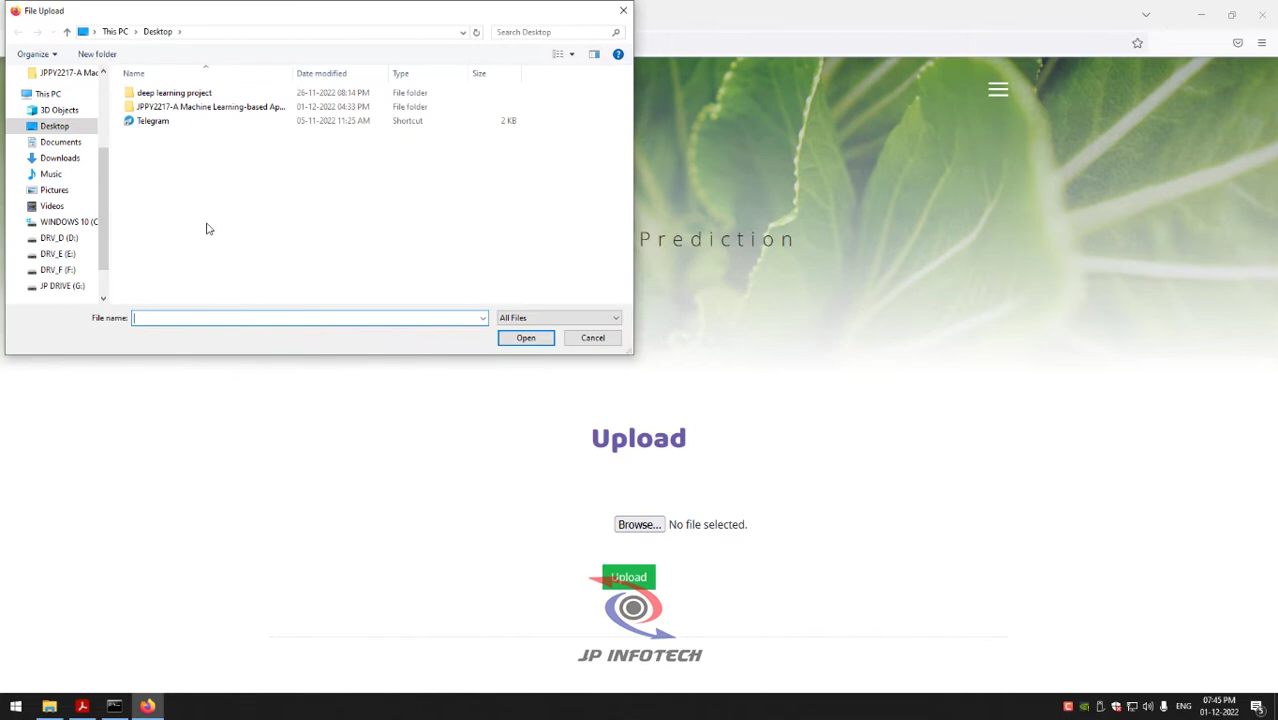 File Upload
This PC > Desktop >
Search Desktop
Organize
New folder
Name
Date modified
Type
Size
deep learning project
26-11-2022 08:14 PM
File folder
JPPY2217-A Machine Learning-based Ap...
01-12-2022 04:33 PM
File folder
Telegram
05-11-2022 11:25 AM
Shortcut
2 KB
JPPY2217-A Mac
This PC
3D Objects
Desktop
Documents
Downloads
Music
Pictures
Videos
WINDOWS 10 (C
DRV_D (D:)
DRV_E (E:)
DRV_F (F:)
JP DRIVE (G:)
File name:
All Files
Open
Cancel
Prediction
Upload
Browse...
No file selected.
Upload
JP INFOTECH
ENG
07:45 PM
01-12-2022
5